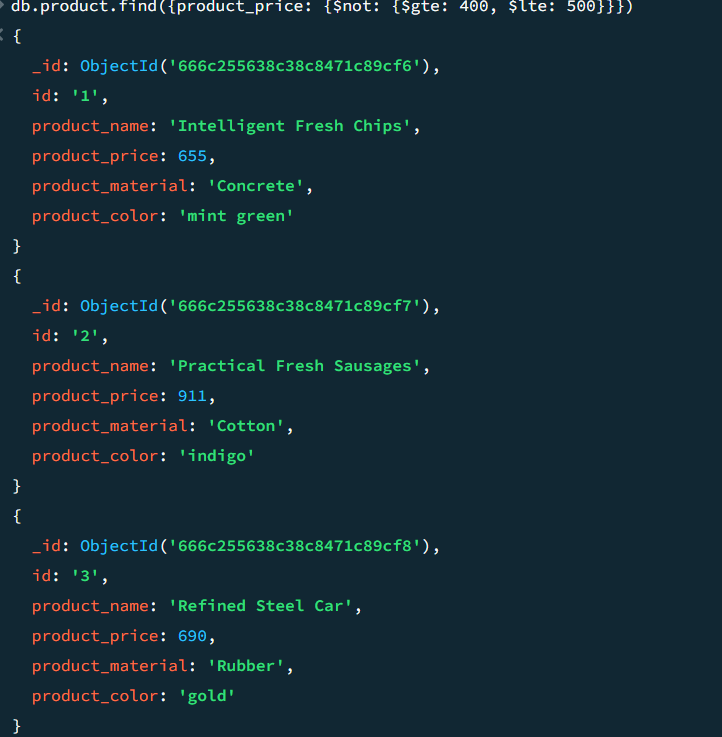 db.product.find({product_price: {$not: {$gte: 400, $lte: 500}}})
{
_id: ObjectId('666c255638c38c8471c89cf6'),
id: '1',
product_name: 'Intelligent Fresh Chips',
product_price: 655,
product_material: 'Concrete',
product_color: 'mint green'
}
{
_id: ObjectId('666c255638c38c8471c89cf7'),
id: '2',
product_name: 'Practical Fresh Sausages',
product_price: 911,
product_material: 'Cotton',
product_color: 'indigo'
}
{
_id: ObjectId('666c255638c38c8471c89cf8'),
id: '3',
product_name: 'Refined Steel Car',
product_price: 690,
product_material: 'Rubber',
product_color: 'gold'
}